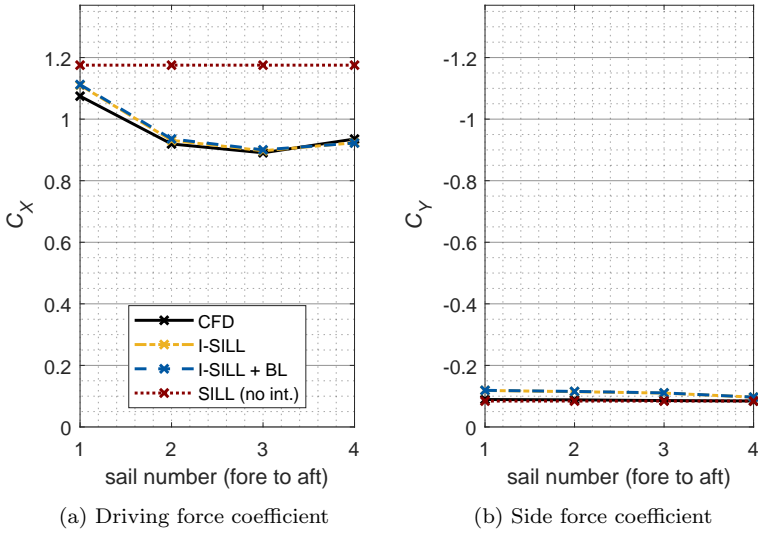 1.2
1
0.8
0.6
0.4
0.2
0
C_X
CFD
I-SILL
I-SILL + BL
SILL (no int.)
1 2 3 4
sail number (fore to aft)
(a) Driving force coefficient
-1.2
-1
-0.8
-0.6
-0.4
-0.2
0
C_Y
1 2 3 4
sail number (fore to aft)
(b) Side force coefficient